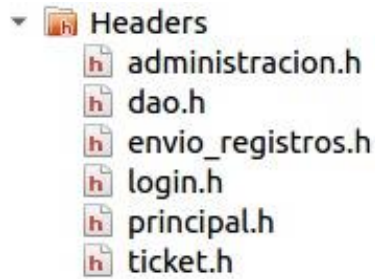 Headers
h administracion.h
h dao.h
h envio_registros.h
h login.h
h principal.h
h ticket.h